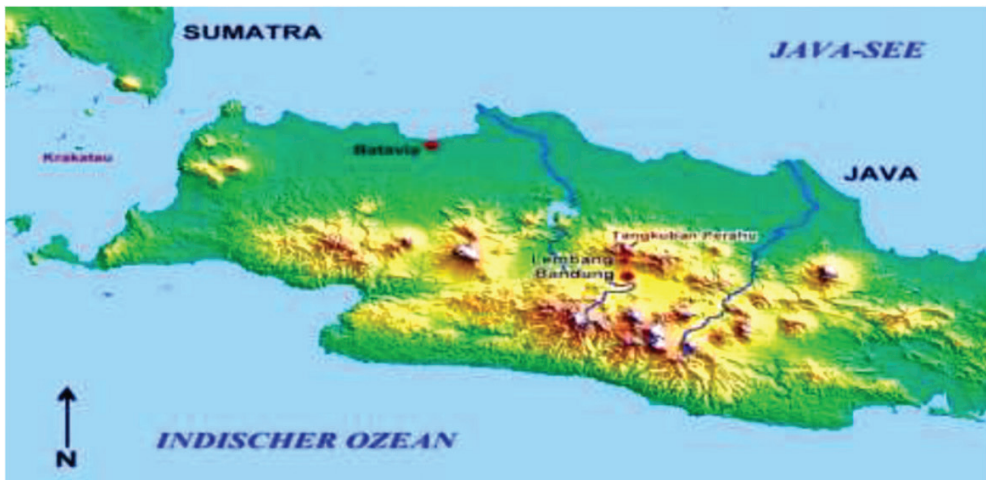 SUMATRA
JAVA-SEE
Batavia
Krakatau
JAVA
Tangkuban Perahu
Lembang
Bandung
INDISCHER OZEAN
N